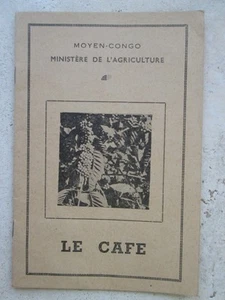 MOYEN-CONGO
MINISTÈRE DE L'AGRICULTURE
LE CAFE